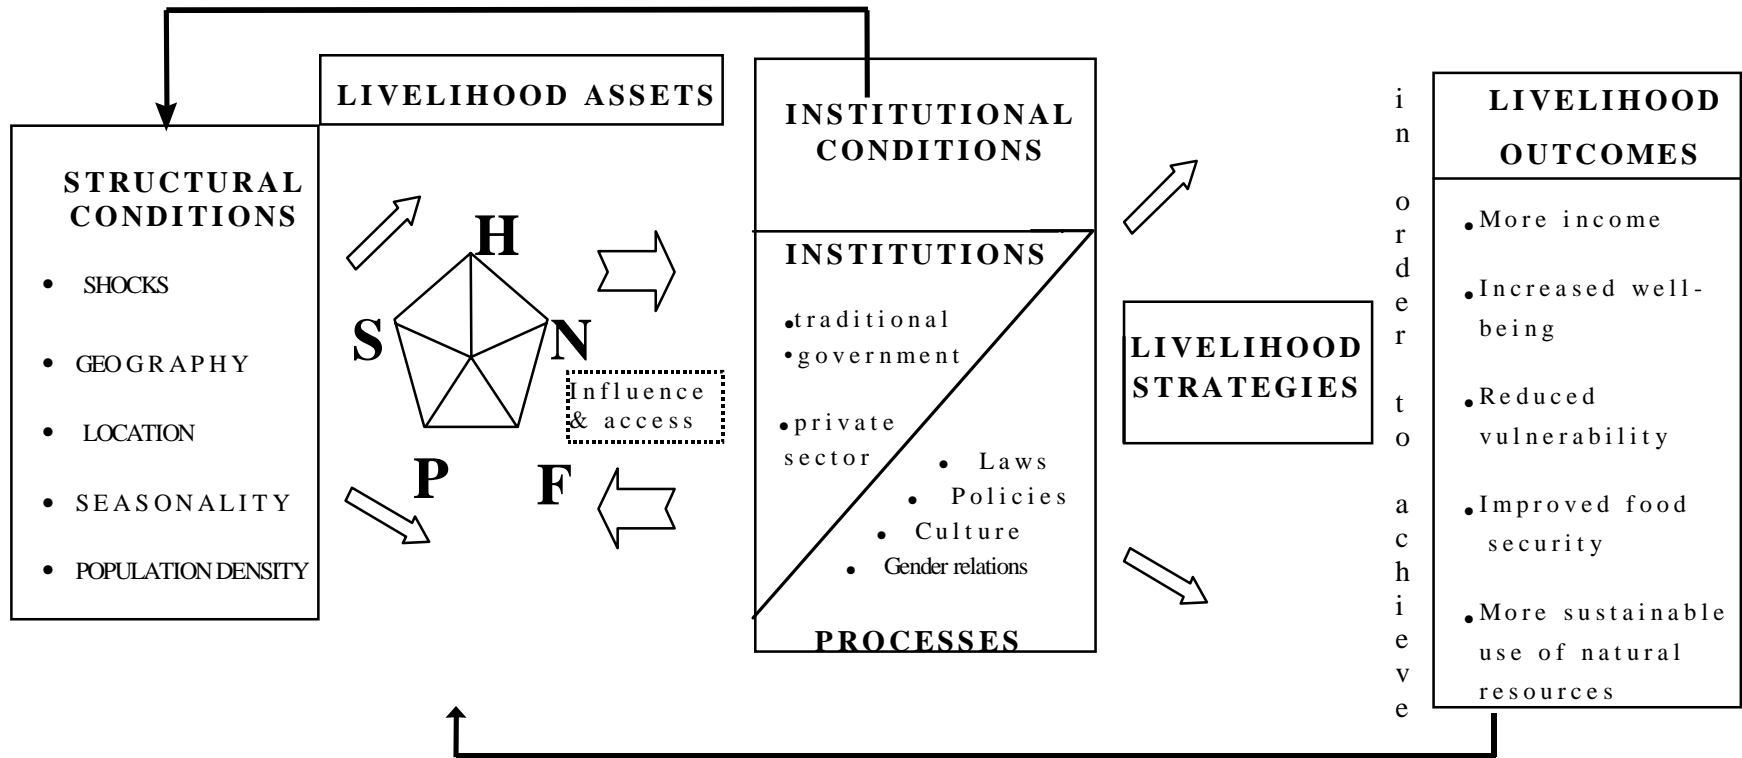 LIVELIHOOD ASSETS
STRUCTURAL
CONDITIONS
• SHOCKS
• GEOGRAPHY
• LOCATION
• SEASONALITY
• POPULATION DENSITY
H
S
N
P
F
Influence
& access
INSTITUTIONAL
CONDITIONS
INSTITUTIONS
•traditional
•government
•private
sector
• Laws
• Policies
• Culture
• Gender relations
PROCESSES
LIVELIHOOD
STRATEGIES
in order to achieve
LIVELIHOOD
OUTCOMES
•More income
•Increased well-
being
•Reduced
vulnerability
•Improved food
security
•More sustainable
use of natural
resources